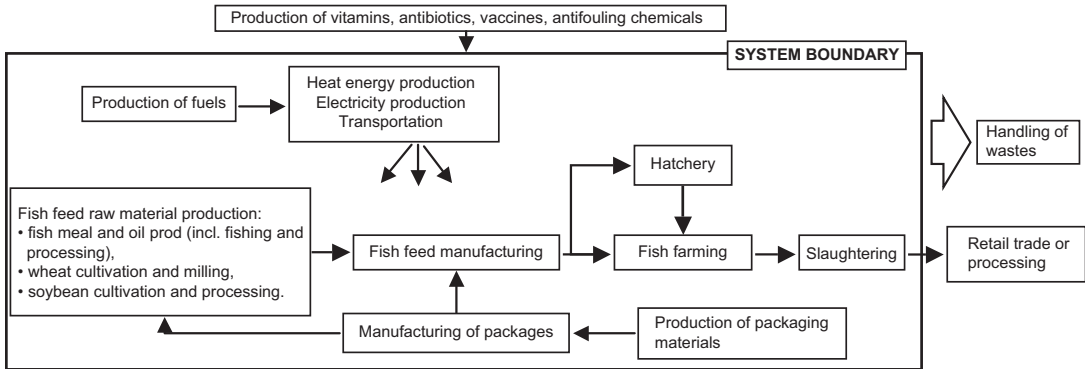 Production of vitamins, antibiotics, vaccines, antifouling chemicals
SYSTEM BOUNDARY
Heat energy production
Electricity production
Transportation
Production of fuels
Handling of
wastes
Hatchery
Fish feed raw material production:
• fish meal and oil prod (incl. fishing and
processing),
• wheat cultivation and milling,
• soybean cultivation and processing.
Fish feed manufacturing
Fish farming
Slaughtering
Retail trade or
processing
Manufacturing of packages
Production of packaging
materials